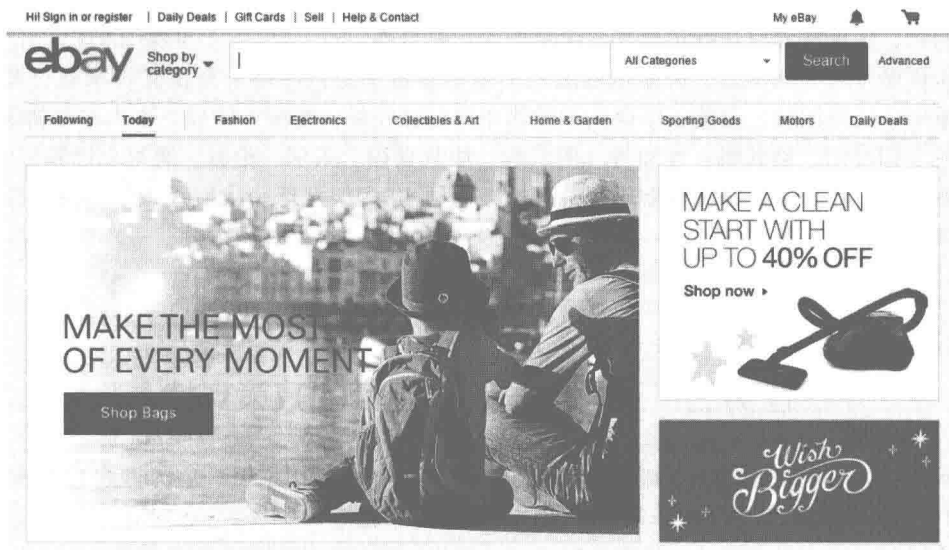 Hi! Sign in or register | Daily Deals | Gift Cards | Sell | Help & Contact My eBay
ebay Shop by category All Categories Search Advanced
Following Today Fashion Electronics Collectibles & Art Home & Garden Sporting Goods Motors Daily Deals
MAKE THE MOST
OF EVERY MOMENT
Shop Bags
MAKE A CLEAN
START WITH
UP TO 40% OFF
Shop now
Wish
Bigger